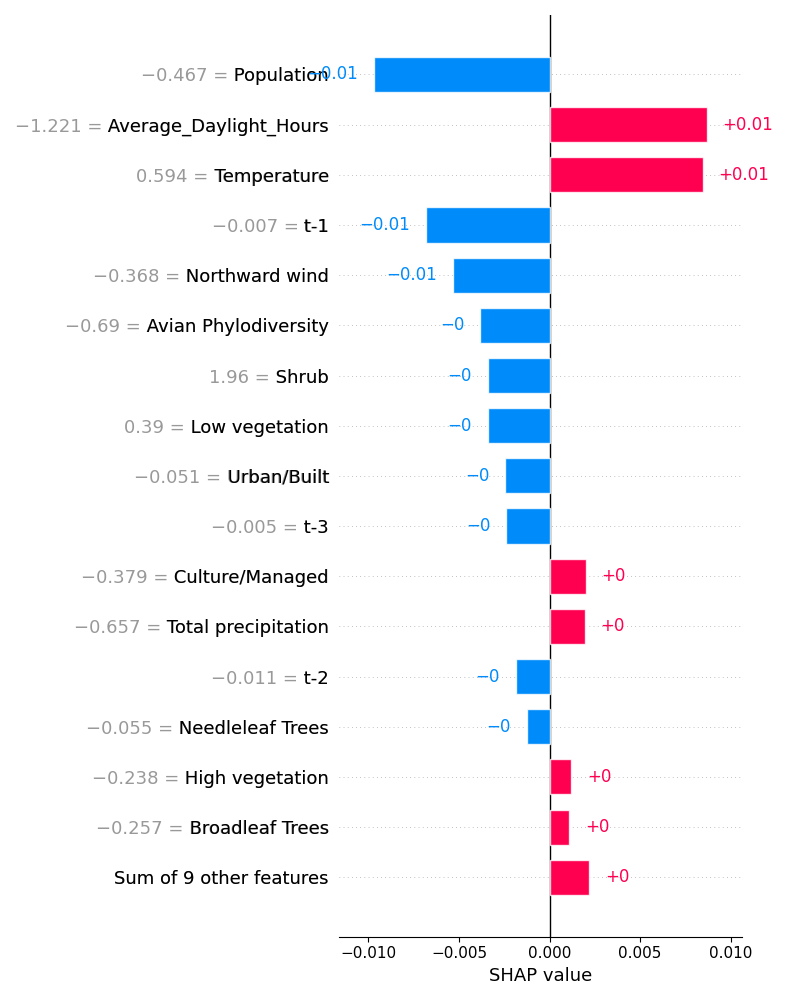 −0.467 = Population −0.01
−1.221 = Average_Daylight_Hours +0.01
0.594 = Temperature +0.01
−0.007 = t-1 −0.01
−0.368 = Northward wind −0.01
−0.69 = Avian Phylodiversity −0
1.96 = Shrub −0
0.39 = Low vegetation −0
−0.051 = Urban/Built −0
−0.005 = t-3 −0
−0.379 = Culture/Managed +0
−0.657 = Total precipitation +0
−0.011 = t-2 −0
−0.055 = Needleleaf Trees −0
−0.238 = High vegetation +0
−0.257 = Broadleaf Trees +0
Sum of 9 other features +0
−0.010 −0.005 0.000 0.005 0.010
SHAP value